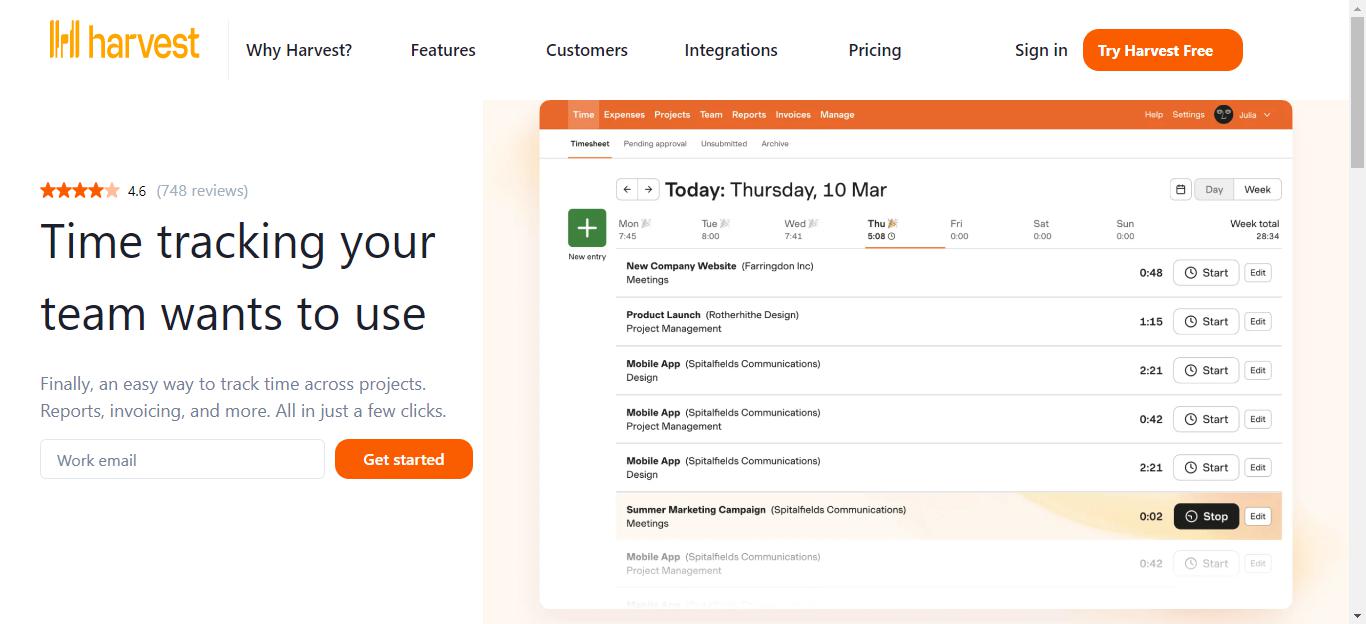 harvest
Why Harvest?
Features
Customers
Integrations
Pricing
Sign in
Try Harvest Free
4.6 (748 reviews)
Time tracking your
team wants to use
Finally, an easy way to track time across projects.
Reports, invoicing, and more. All in just a few clicks.
Work email
Get started
Time Expenses Projects Team Reports Invoices Manage
Help Settings Julia
Timesheet Pending approval Unsubmitted Archive
Today: Thursday, 10 Mar
Day Week
New entry
Mon Tue Wed Thu Fri Sat Sun Week total
7:45 8:00 7:41 5:08 0:00 0:00 0:00 28:34
New Company Website (Farringdon Inc)
Meetings
0:48 Start Edit
Product Launch (Rotherhithe Design)
Project Management
1:15 Start Edit
Mobile App (Spitalfields Communications)
Design
2:21 Start Edit
Mobile App (Spitalfields Communications)
Project Management
0:42 Start Edit
Mobile App (Spitalfields Communications)
Design
2:21 Start Edit
Summer Marketing Campaign (Spitalfields Communications)
Meetings
0:02 Stop Edit
Mobile App (Spitalfields Communications)
Project Management
0:42 Start Edit